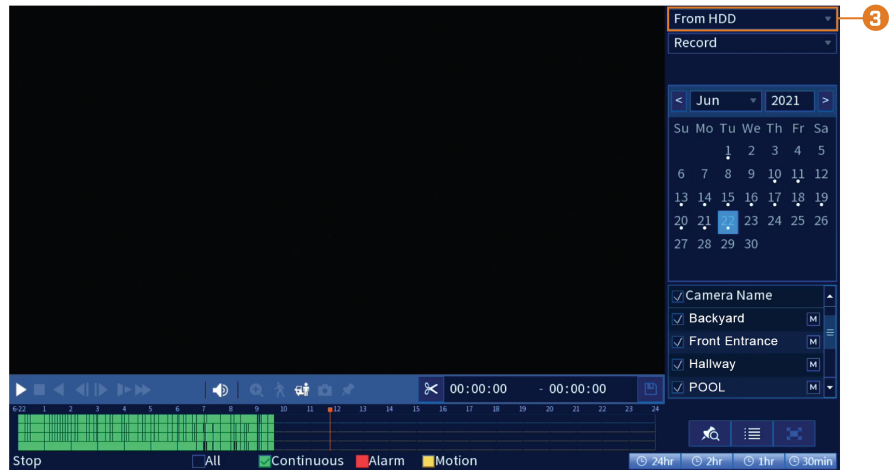 From HDD
3
Record
< Jun 2021 >
Su Mo Tu We Th Fr Sa
1 2 3 4 5
6 7 8 9 10 11 12
13 14 15 16 17 18 19
20 21 22 23 24 25 26
27 28 29 30
Camera Name
Backyard M
Front Entrance M
Hallway M
POOL M
00:00:00 - 00:00:00
6-22 1 2 3 4 5 6 7 8 9 10 11 12 13 14 15 16 17 18 19 20 21 22 23 24
Stop All Continuous Alarm Motion 24hr 2hr 1hr 30min